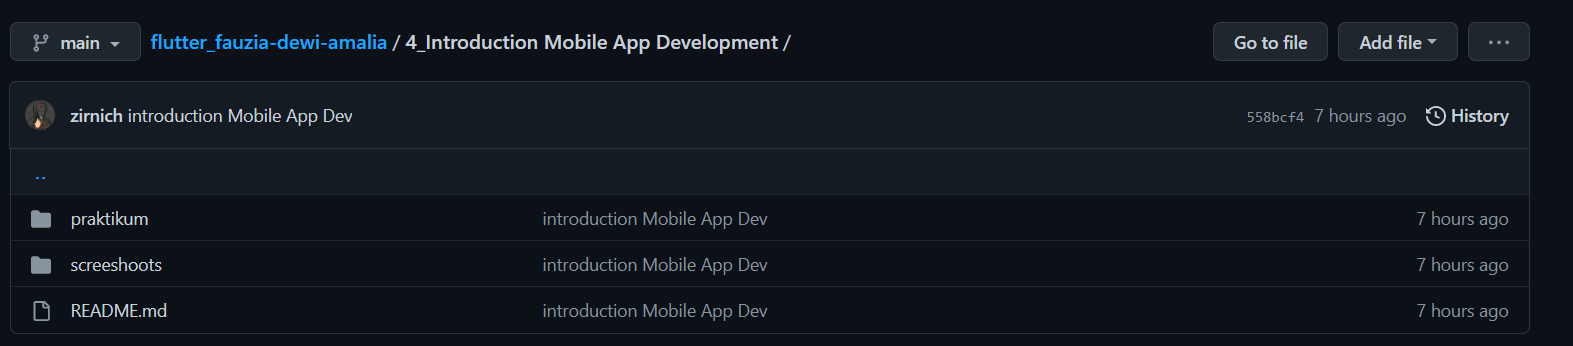 main flutter_fauzia-dewi-amalia / 4_Introduction Mobile App Development / Go to file Add file ...
zirnich introduction Mobile App Dev 558bcf4 7 hours ago History
..
praktikum introduction Mobile App Dev 7 hours ago
screeshoots introduction Mobile App Dev 7 hours ago
README.md introduction Mobile App Dev 7 hours ago